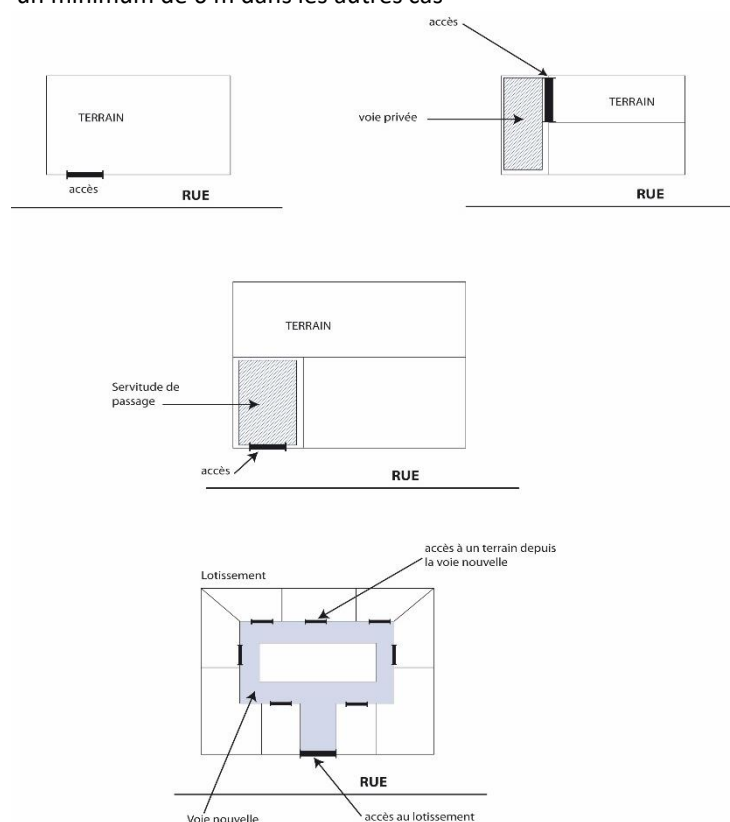 un minimum de 6 m dans les autres cas
accès
TERRAIN
accès
RUE
voie privée
TERRAIN
RUE
TERRAIN
Servitude de
passage
accès
RUE
accès à un terrain depuis
la voie nouvelle
Lotissement
RUE
Voie nouvelle
accès au lotissement